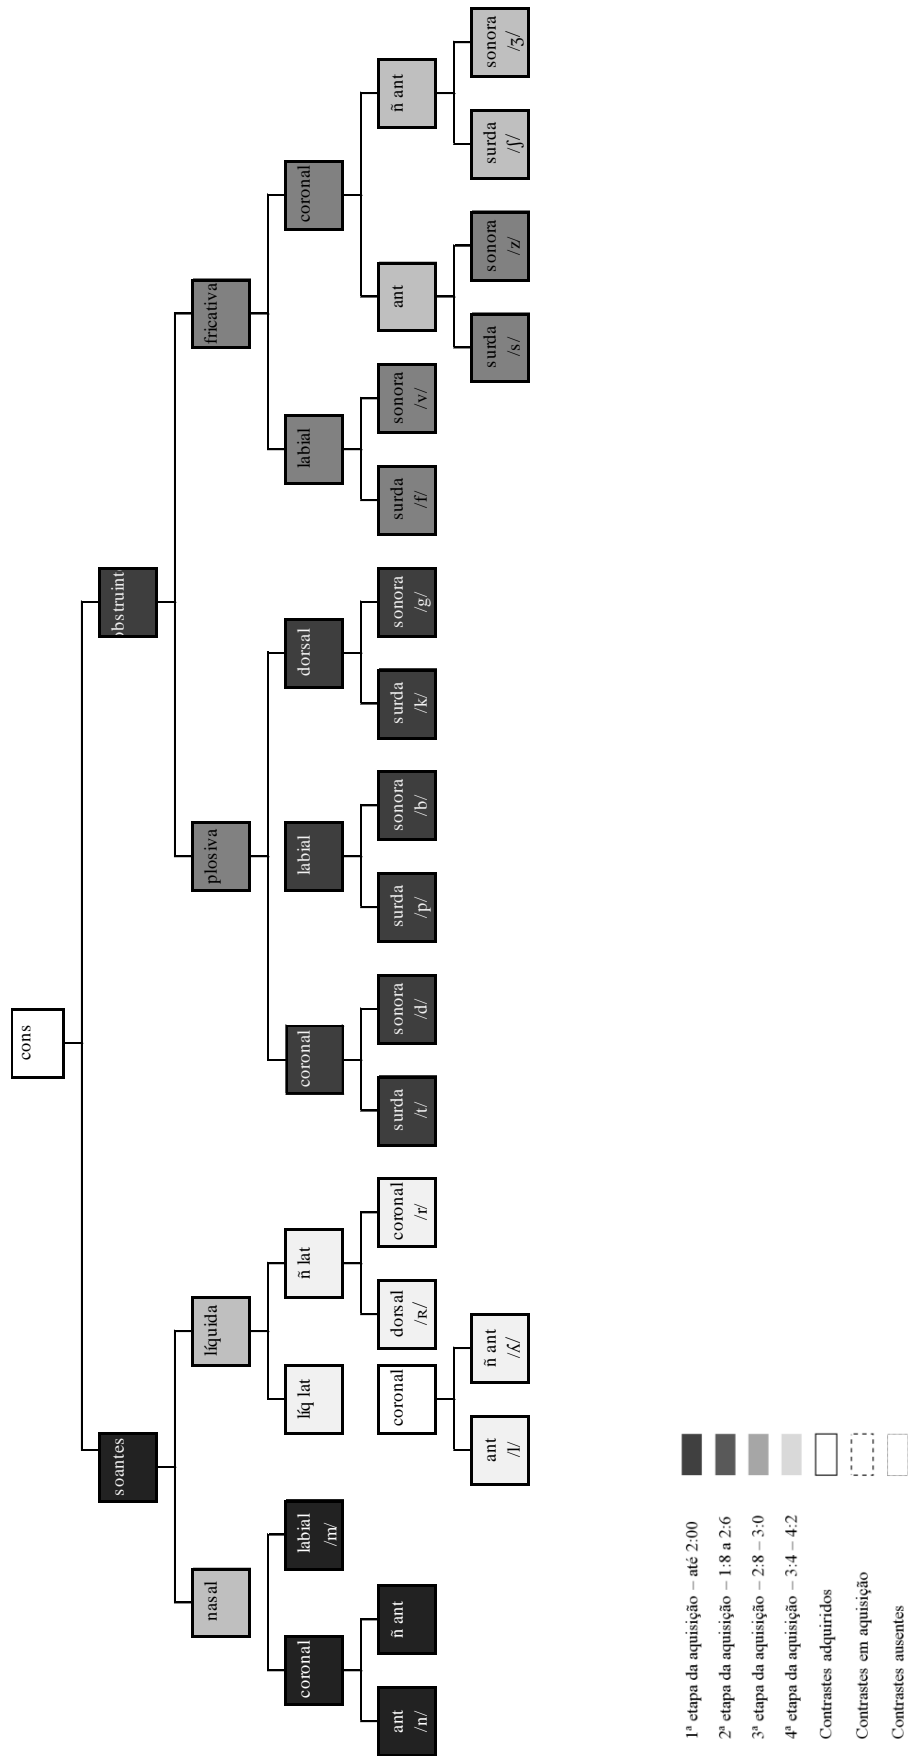 cons
soantes
obstruint
nasal
líquida
plosiva
fricativa
coronal
labial
/m/
líq lat
ñ lat
coronal
labial
dorsal
labial
coronal
ant
/n/
ñ ant
coronal
dorsal
/ʀ/
coronal
/r/
surda
/t/
sonora
/d/
surda
/p/
sonora
/b/
surda
/k/
sonora
/g/
surda
/f/
sonora
/v/
ant
ñ ant
ant
/l/
ñ ant
/ʎ/
surda
/s/
sonora
/z/
surda
/ʃ/
sonora
/ʒ/
1ª etapa da aquisição – até 2:00
2ª etapa da aquisição – 1:8 a 2:6
3ª etapa da aquisição – 2:8 – 3:0
4ª etapa da aquisição – 3:4 – 4:2
Contrastes adquiridos
Contrastes em aquisição
Contrastes ausentes